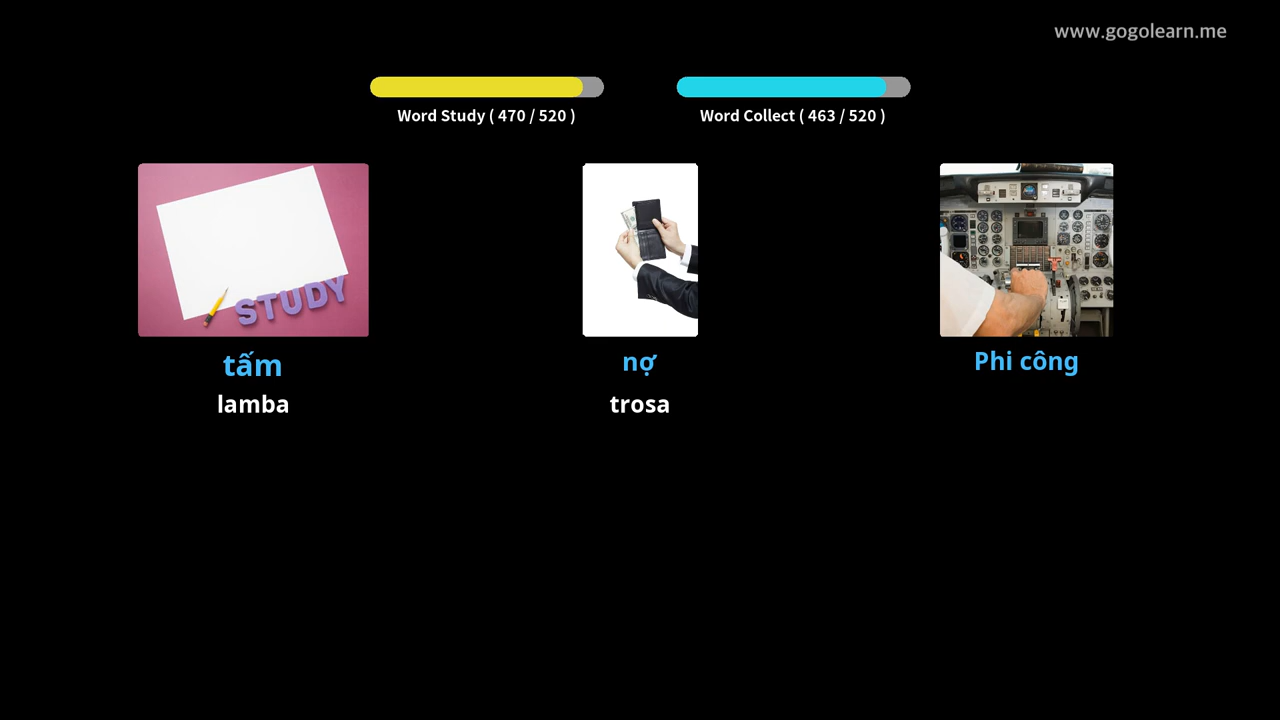 www.gogolearn.me
Word Study ( 470 / 520 )
Word Collect ( 463 / 520 )
STUDY
tấm
nợ
Phi công
lamba
trosa